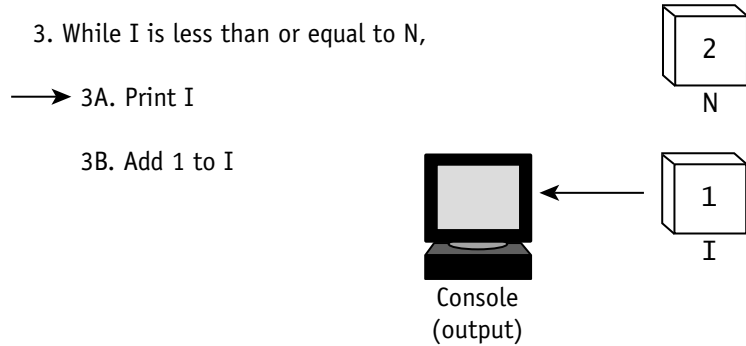 3. While I is less than or equal to N,
3A. Print I
3B. Add 1 to I
2
N
1
I
Console
(output)